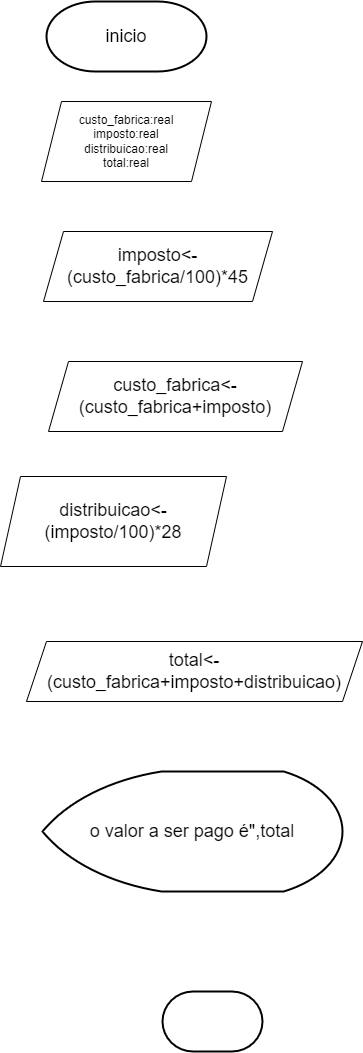 inicio
custo_fabrica:real
imposto:real
distribuicao:real
total:real
imposto<-
(custo_fabrica/100)*45
custo_fabrica<-
(custo_fabrica+imposto)
distribuicao<-
(imposto/100)*28
total<-
(custo_fabrica+imposto+distribuicao)
o valor a ser pago é",total